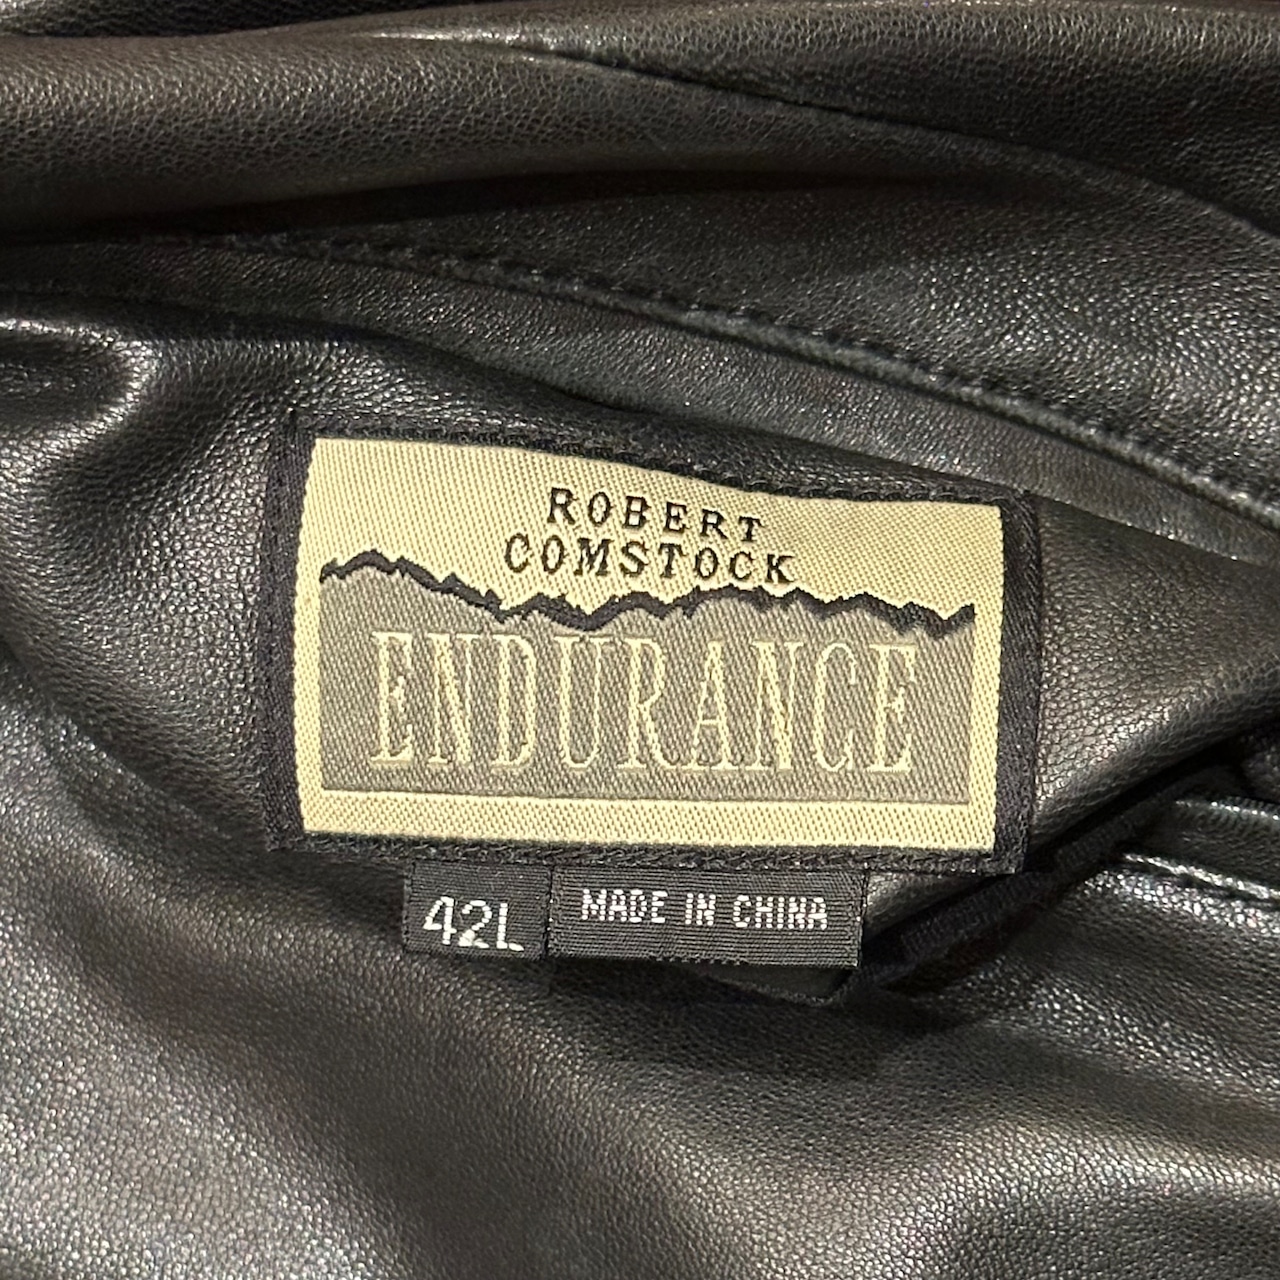 ROBERT
COMSTOCK
ENDURANCE
42L
MADE IN CHINA